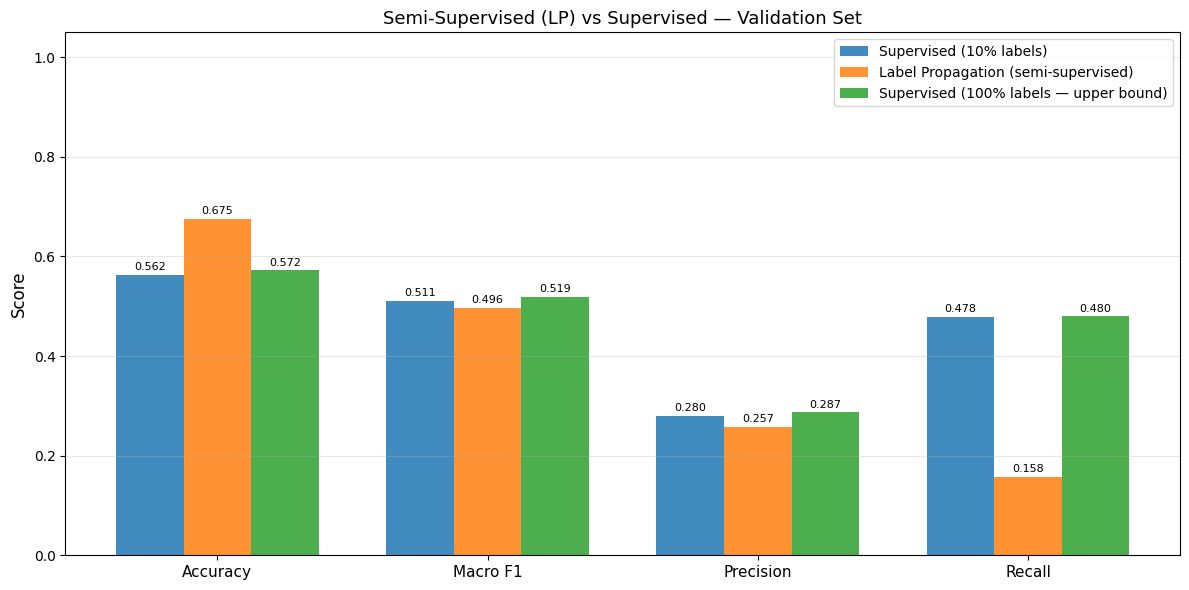 Semi-Supervised (LP) vs Supervised — Validation Set
Supervised (10% labels)
Label Propagation (semi-supervised)
Supervised (100% labels — upper bound)
Score
1.0
0.8
0.6
0.4
0.2
0.0
0.562
0.675
0.572
0.511
0.496
0.519
0.280
0.257
0.287
0.478
0.158
0.480
Accuracy
Macro F1
Precision
Recall